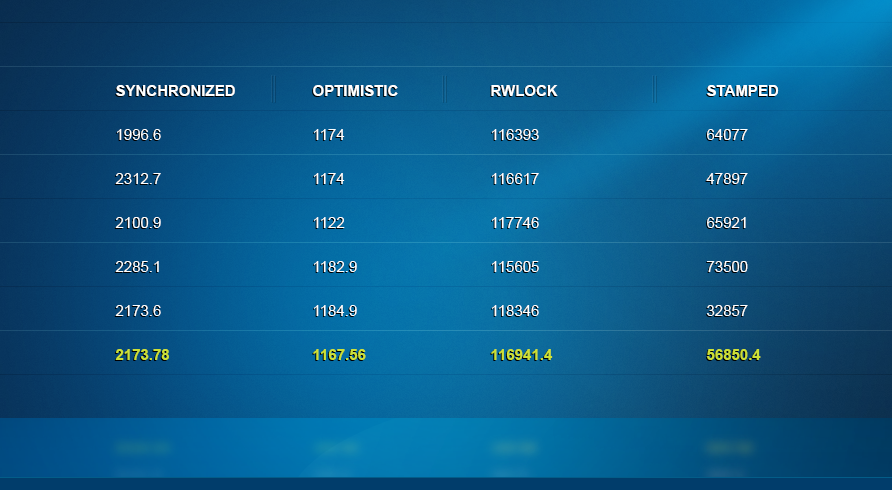 SYNCHRONIZED OPTIMISTIC RWLOCK STAMPED
1996.6 1174 116393 64077
2312.7 1174 116617 47897
2100.9 1122 117746 65921
2285.1 1182.9 115605 73500
2173.6 1184.9 118346 32857
2173.78 1167.56 116941.4 56850.4